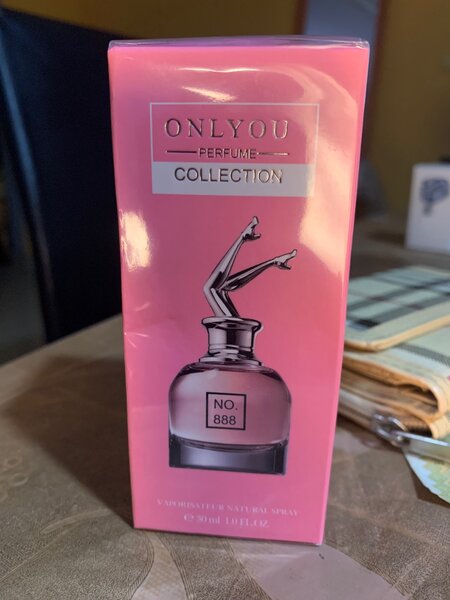 ONLYOU
PERFUME
COLLECTION
NO.
888
VAPORISATEUR NATURAL SPRAY
℮ 30 ml 1.0 FL.OZ